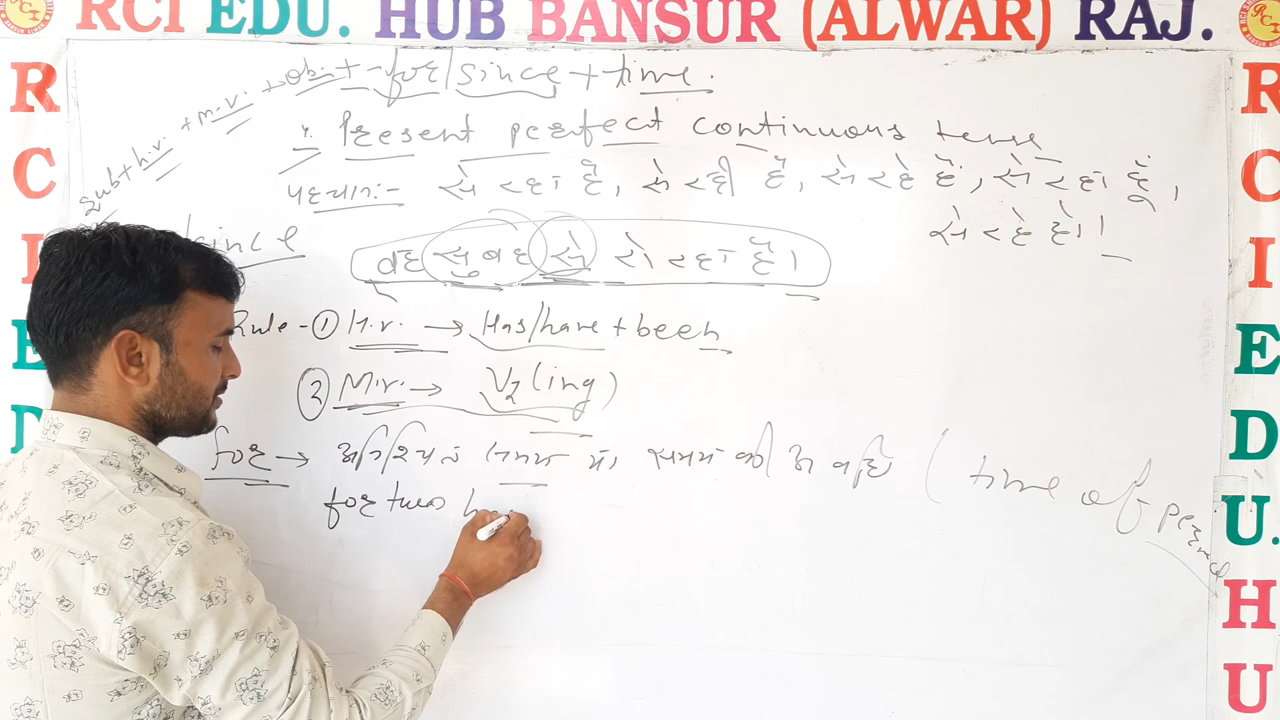 RCI EDU. HUB BANSUR (ALWAR) RAJ.
Sub + h.v. + m.v. + ob. + - for/since + time.
Present perfect continuous tense
पहचान:- से रहा है, से रही है, से रहे हैं, से रहा हूँ,
से रहे हो।
/since
वह सुबह से रो रहा है।
Rule - ① H.v. → Has/have + been
② M.v. → V₁(ing)
for → अनिश्चित समय या समय की अवधि ( time of period
for two
R
C
I
E
D
R
C
I
E
D
U.
H
U